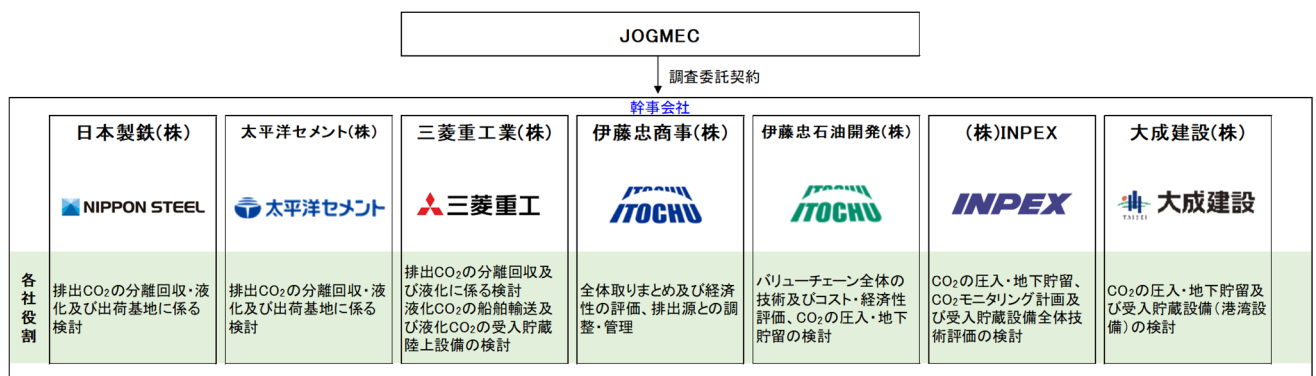 JOGMEC
調査委託契約
幹事会社
日本製鉄(株)
太平洋セメント(株)
三菱重工業(株)
伊藤忠商事(株)
伊藤忠石油開発(株)
(株)INPEX
大成建設(株)
NIPPON STEEL
太平洋セメント
三菱重工
ITOCHU
ITOCHU
INPEX
TAISEI
大成建設
各社役割
排出CO₂の分離回収・液
化及び出荷基地に係る
検討
排出CO₂の分離回収・液
化及び出荷基地に係る
検討
排出CO₂の分離回収及
び液化に係る検討
液化CO₂の船舶輸送及
び液化CO₂の受入貯蔵
陸上設備の検討
全体取りまとめ及び経済
性の評価、排出源との調
整・管理
バリューチェーン全体の
技術及びコスト・経済性
評価、CO₂の圧入・地下
貯留の検討
CO₂の圧入・地下貯留、
CO₂モニタリング計画及
び受入貯蔵設備全体技
術評価の検討
CO₂の圧入・地下貯留及
び受入貯蔵設備(港湾設
備)の検討